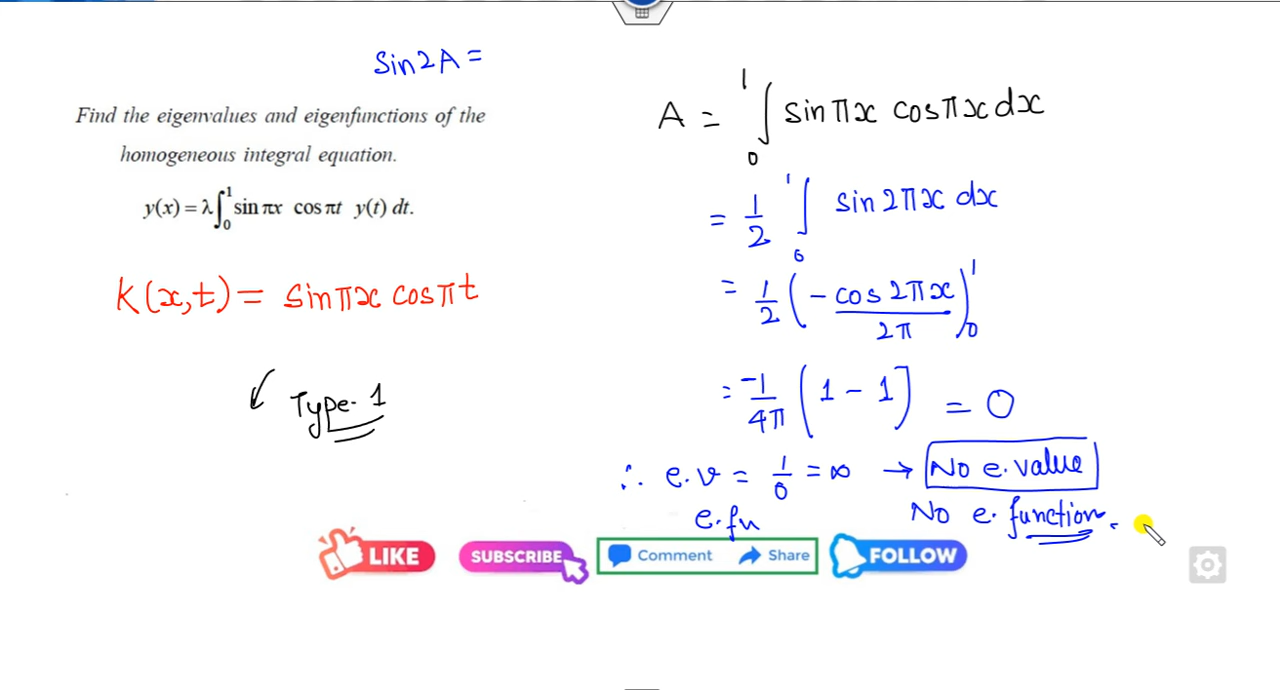 Sin2A =
Find the eigenvalues and eigenfunctions of the
homogeneous integral equation.
y(x) = λ∫₀¹ sin πx cos πt y(t) dt.
K(x,t) = sinπx cosπt
Type-1
A = ∫₀¹ sinπx cosπx dx
= 1/2 ∫₀¹ sin2πx dx
= 1/2 (- cos2πx / 2π)₀¹
= -1/4π (1 - 1] = 0
∴ e.v = 1/0 = ∞ → No e.value
e.fu No e. function.
LIKE SUBSCRIBE Comment Share FOLLOW